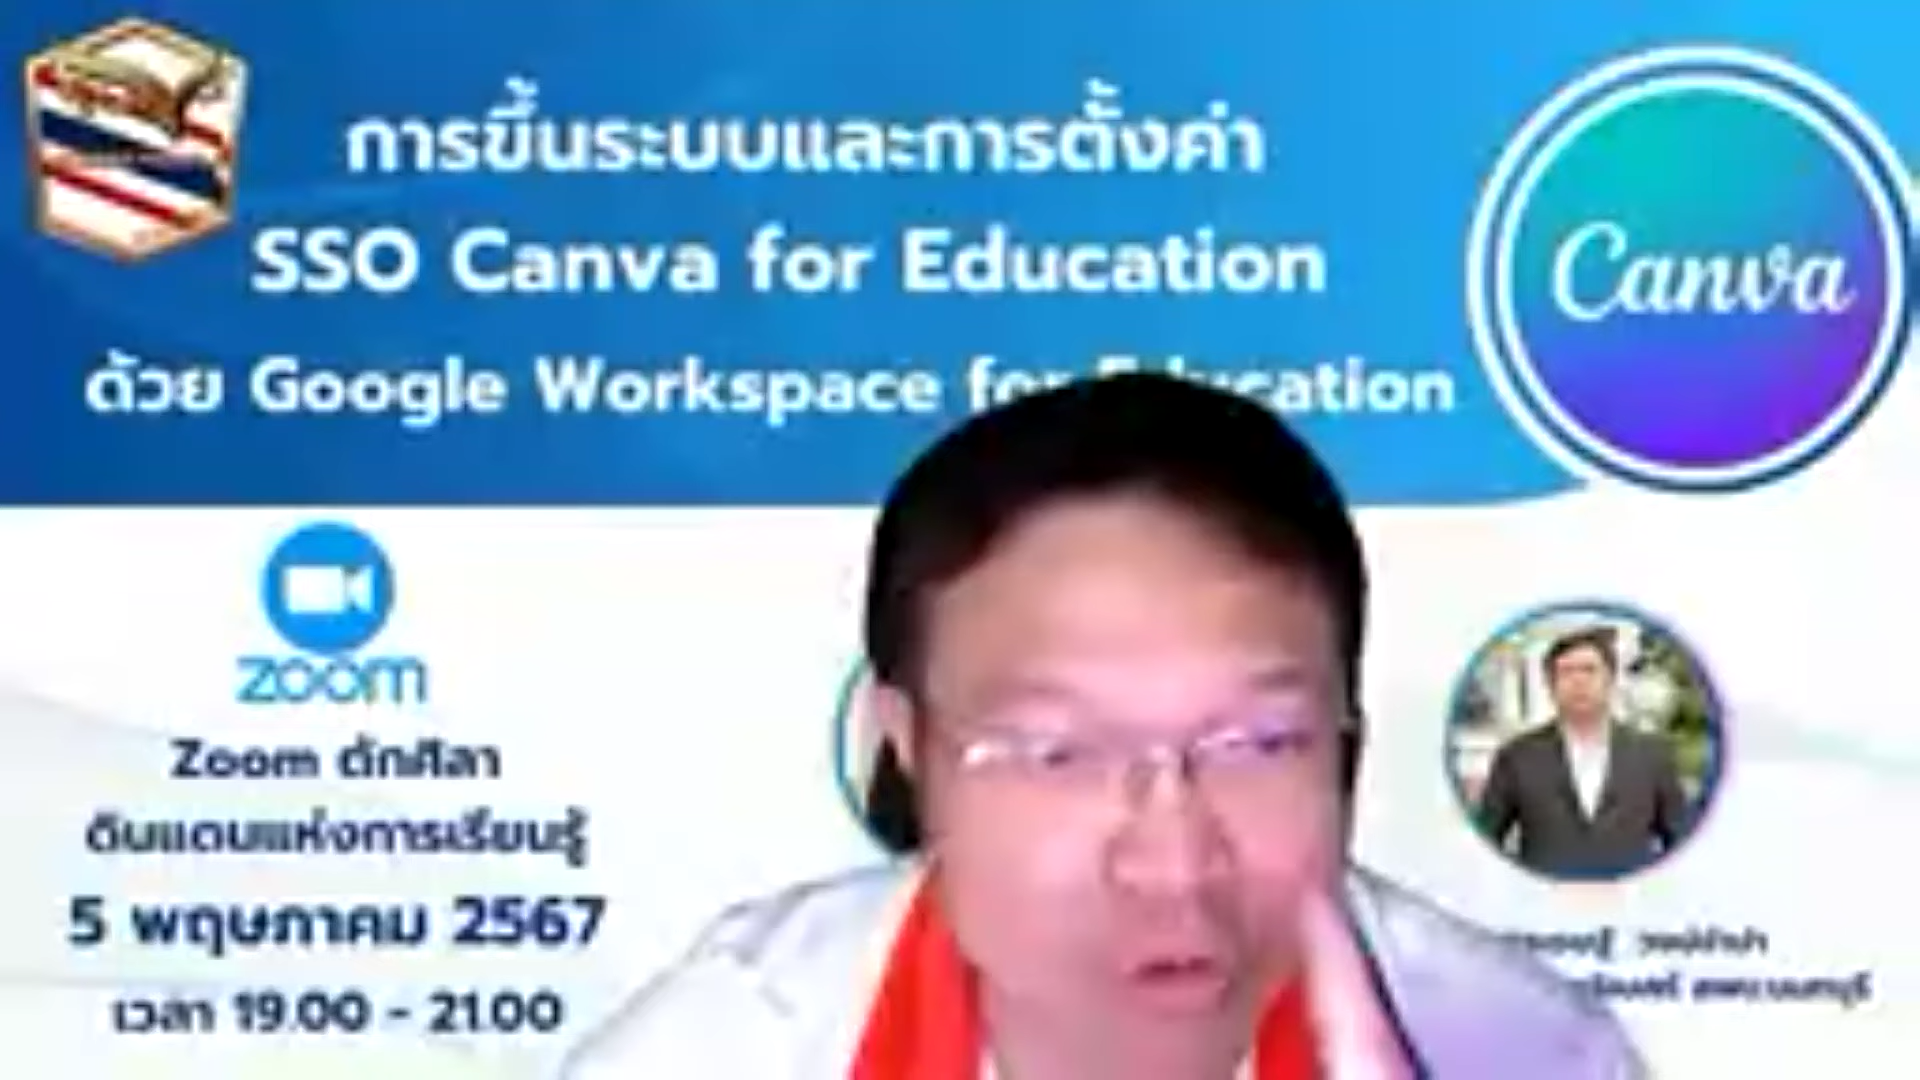 การขึ้นระบบและการตั้งค่า
SSO Canva for Education
ด้วย Google Workspace for Education
Canva
zoom
Zoom ตักศิลา
ดินแดนแห่งการเรียนรู้
5 พฤษภาคม 2567
เวลา 19.00 - 21.00